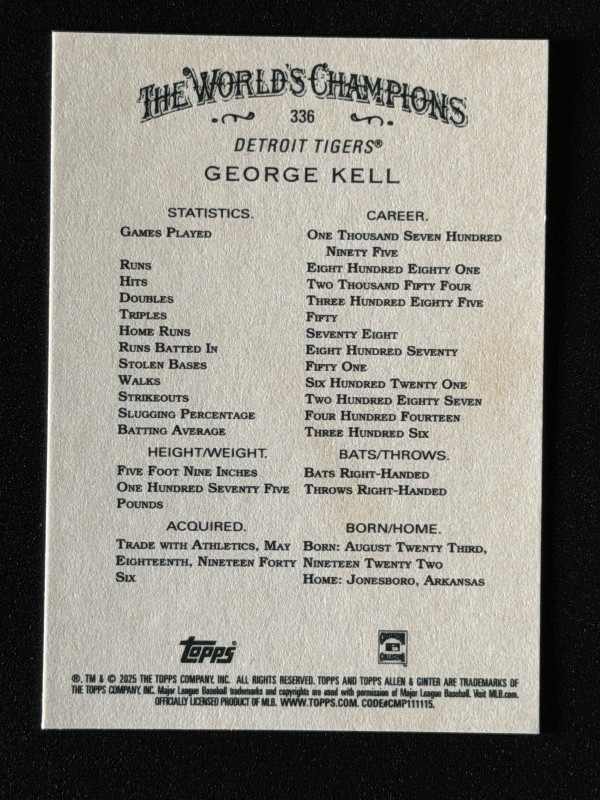 THE WORLD'S CHAMPIONS
336
DETROIT TIGERS®
GEORGE KELL
STATISTICS. CAREER.
GAMES PLAYED ONE THOUSAND SEVEN HUNDRED
NINETY FIVE
RUNS EIGHT HUNDRED EIGHTY ONE
HITS TWO THOUSAND FIFTY FOUR
DOUBLES THREE HUNDRED EIGHTY FIVE
TRIPLES FIFTY
HOME RUNS SEVENTY EIGHT
RUNS BATTED IN EIGHT HUNDRED SEVENTY
STOLEN BASES FIFTY ONE
WALKS SIX HUNDRED TWENTY ONE
STRIKEOUTS TWO HUNDRED EIGHTY SEVEN
SLUGGING PERCENTAGE FOUR HUNDRED FOURTEEN
BATTING AVERAGE THREE HUNDRED SIX
HEIGHT/WEIGHT. BATS/THROWS.
FIVE FOOT NINE INCHES BATS RIGHT-HANDED
ONE HUNDRED SEVENTY FIVE THROWS RIGHT-HANDED
POUNDS
ACQUIRED. BORN/HOME.
TRADE WITH ATHLETICS, MAY BORN: AUGUST TWENTY THIRD,
EIGHTEENTH, NINETEEN FORTY NINETEEN TWENTY TWO
SIX HOME: JONESBORO, ARKANSAS
Topps
®, TM & © 2025 THE TOPPS COMPANY, INC. ALL RIGHTS RESERVED. TOPPS AND TOPPS ALLEN & GINTER ARE TRADEMARKS OF
THE TOPPS COMPANY, INC. Major League Baseball trademarks and copyrights are used with permission of Major League Baseball. Visit MLB.com.
OFFICIALLY LICENSED PRODUCT OF MLB. WWW.TOPPS.COM. CODE#CMP111115.